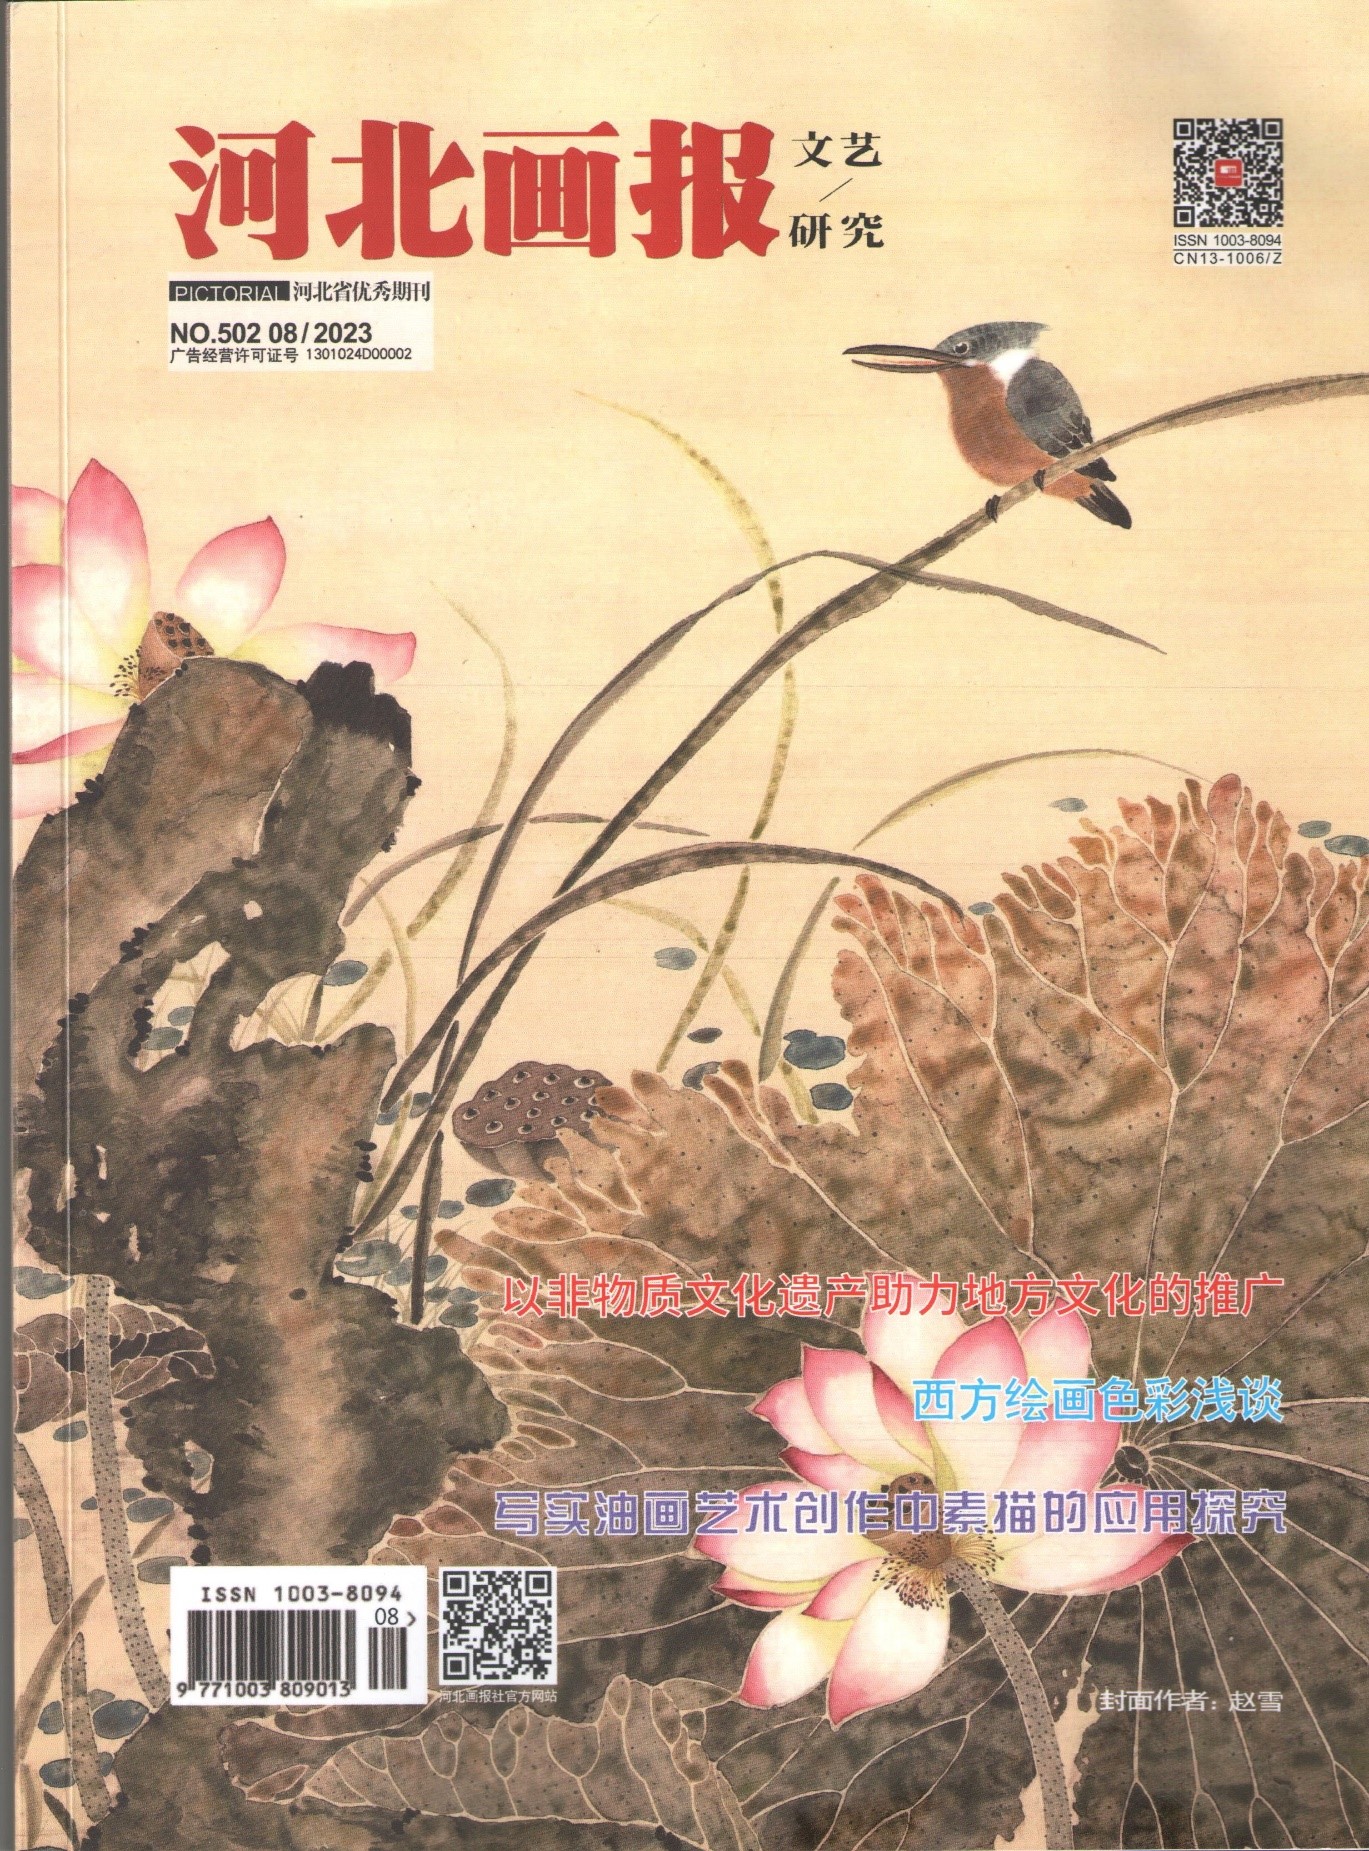 河北画报
文艺
研究
ISSN 1003-8094
CN13-1006/Z
PICTORIAL 河北省优秀期刊
NO.502 08/2023
广告经营许可证号 1301024D00002
以非物质文化遗产助力地方文化的推广
西方绘画色彩浅谈
写实油画艺术创作中素描的应用探究
ISSN 1003-8094
08>
9 771003 809013
河北画报社官方网站
封面作者：赵雪